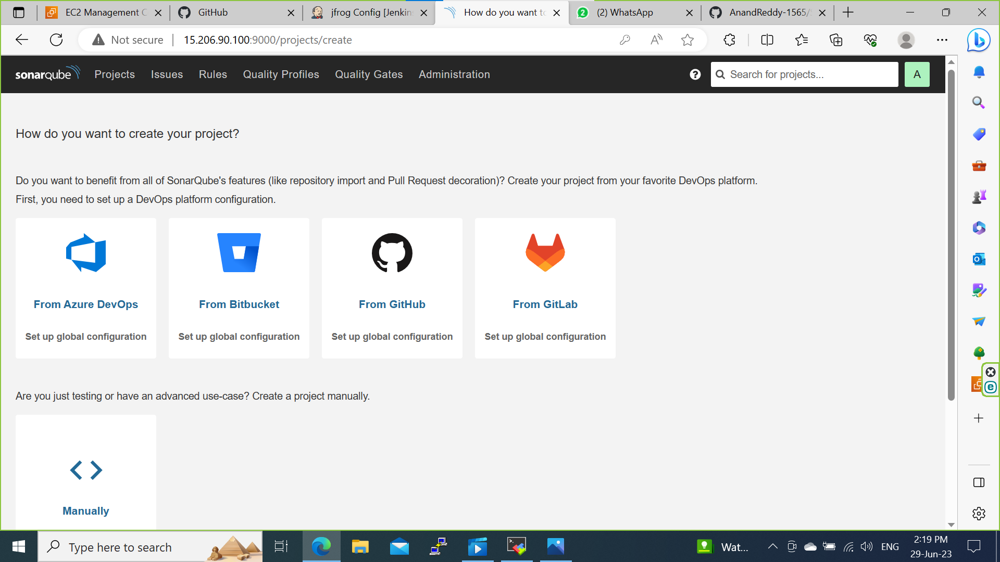 EC2 Management C
GitHub
jfrog Config [Jenkin
How do you want to
2
(2) WhatsApp
AnandReddy-1565/
Not secure
15.206.90.100:9000/projects/create
sonarqube
Projects
Issues
Rules
Quality Profiles
Quality Gates
Administration
?
Search for projects...
A
How do you want to create your project?
Do you want to benefit from all of SonarQube's features (like repository import and Pull Request decoration)? Create your project from your favorite DevOps platform.
First, you need to set up a DevOps platform configuration.
From Azure DevOps
From Bitbucket
From GitHub
From GitLab
Set up global configuration
Set up global configuration
Set up global configuration
Set up global configuration
Are you just testing or have an advanced use-case? Create a project manually.
Manually
Type here to search
Wat...
ENG
2:19 PM
29-Jun-23